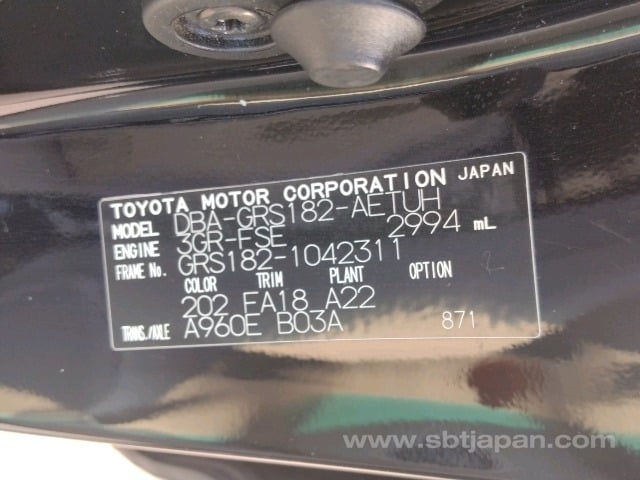 TOYOTA MOTOR CORPORATION JAPAN
MODEL DBA-GRS182-AETUH
ENGINE 3GR-FSE 2994 mL
FRAME No. GRS182-1042311
COLOR TRIM PLANT OPTION
202 FA18 A22
TRANS./AXLE A960E B03A 871
www.sbtjapan.com